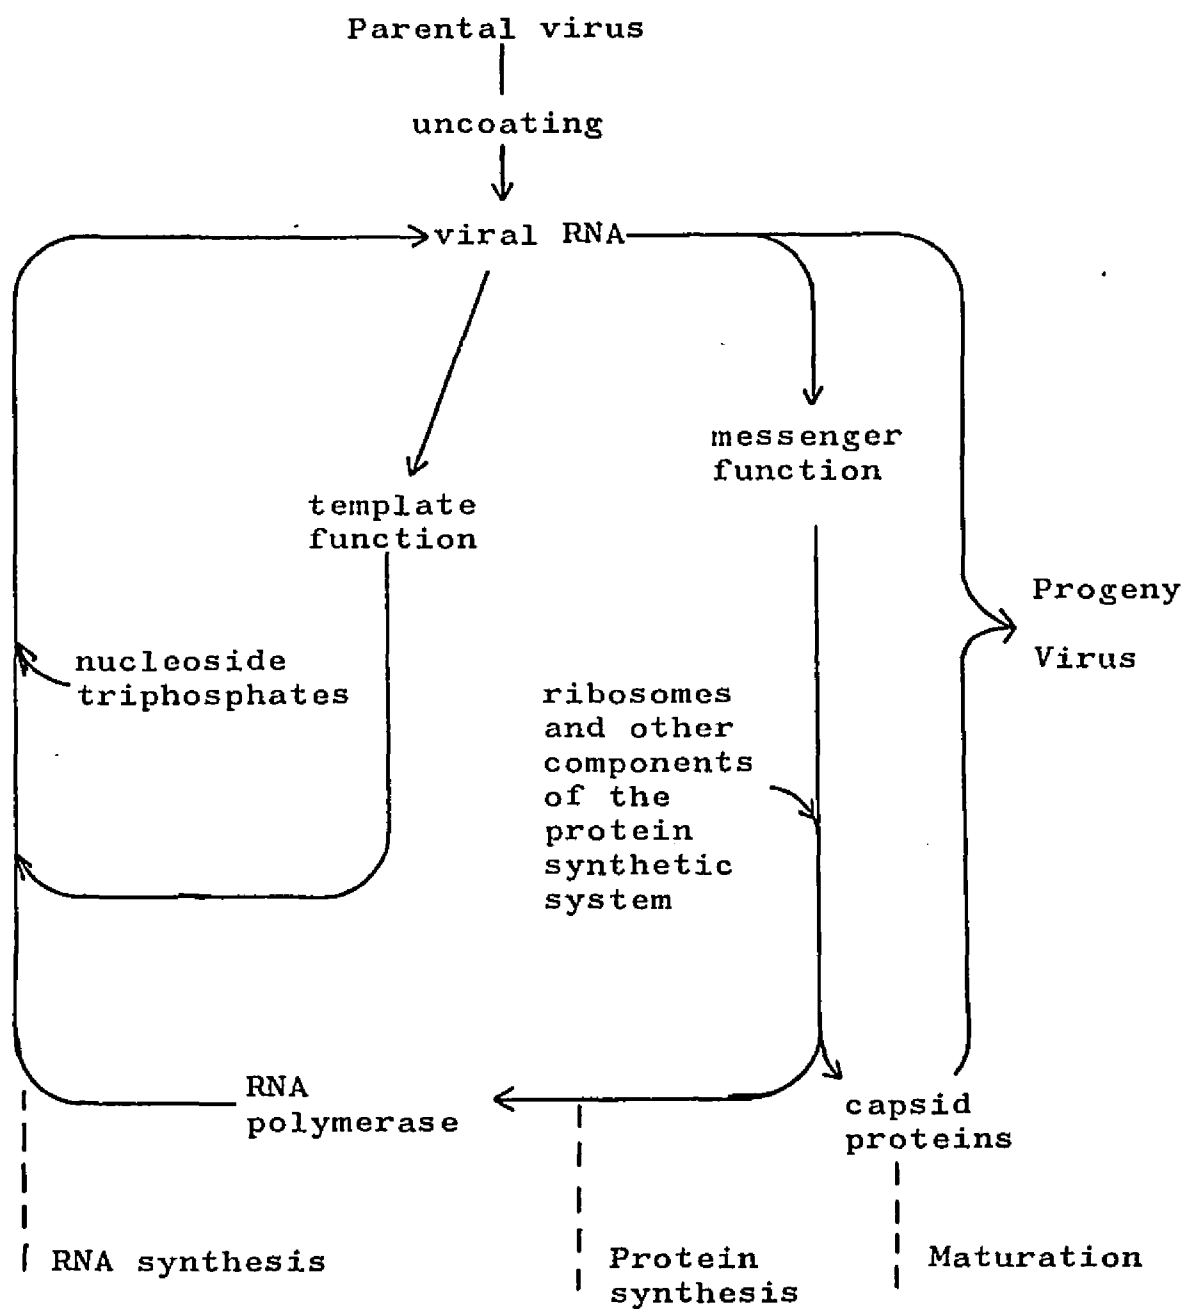 Parental virus
uncoating
viral RNA
messenger
function
template
function
Progeny
Virus
nucleoside
triphosphates
ribosomes
and other
components
of the
protein
synthetic
system
RNA
polymerase
capsid
proteins
RNA synthesis
Protein
synthesis
Maturation